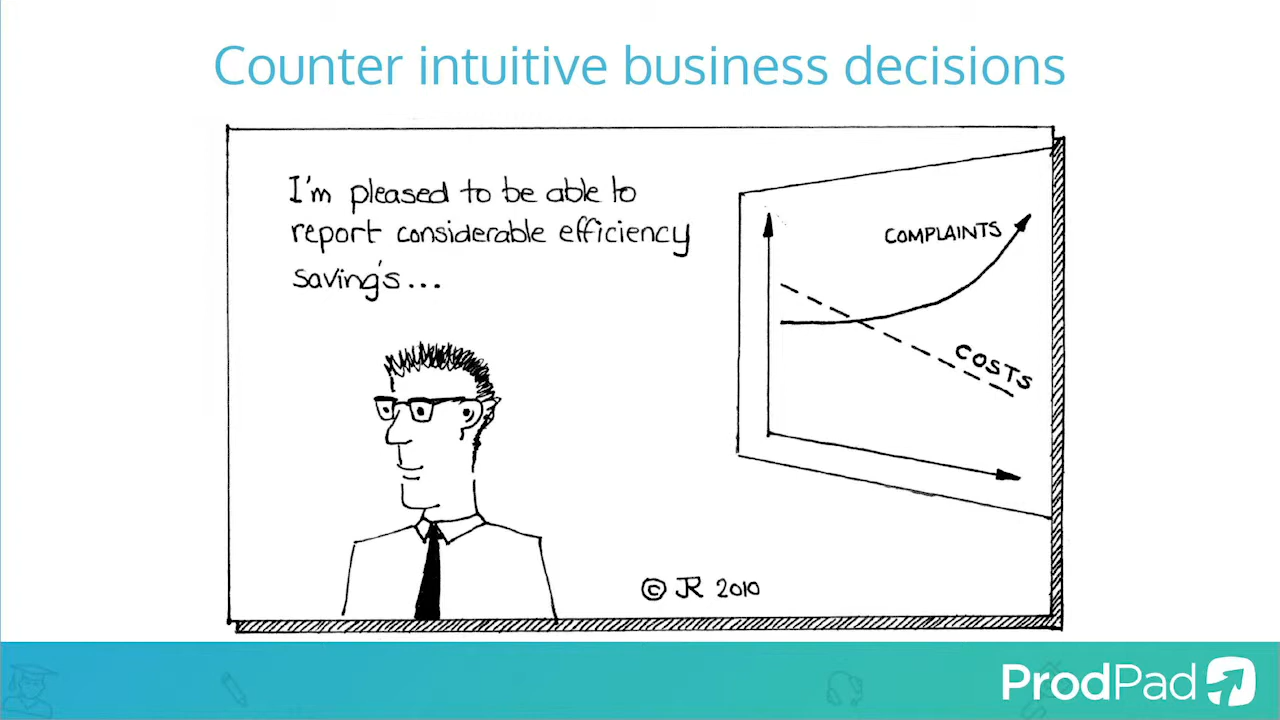 Counter intuitive business decisions
I'm pleased to be able to
report considerable efficiency
saving's...
COMPLAINTS
COSTS
© JR 2010
ProdPad